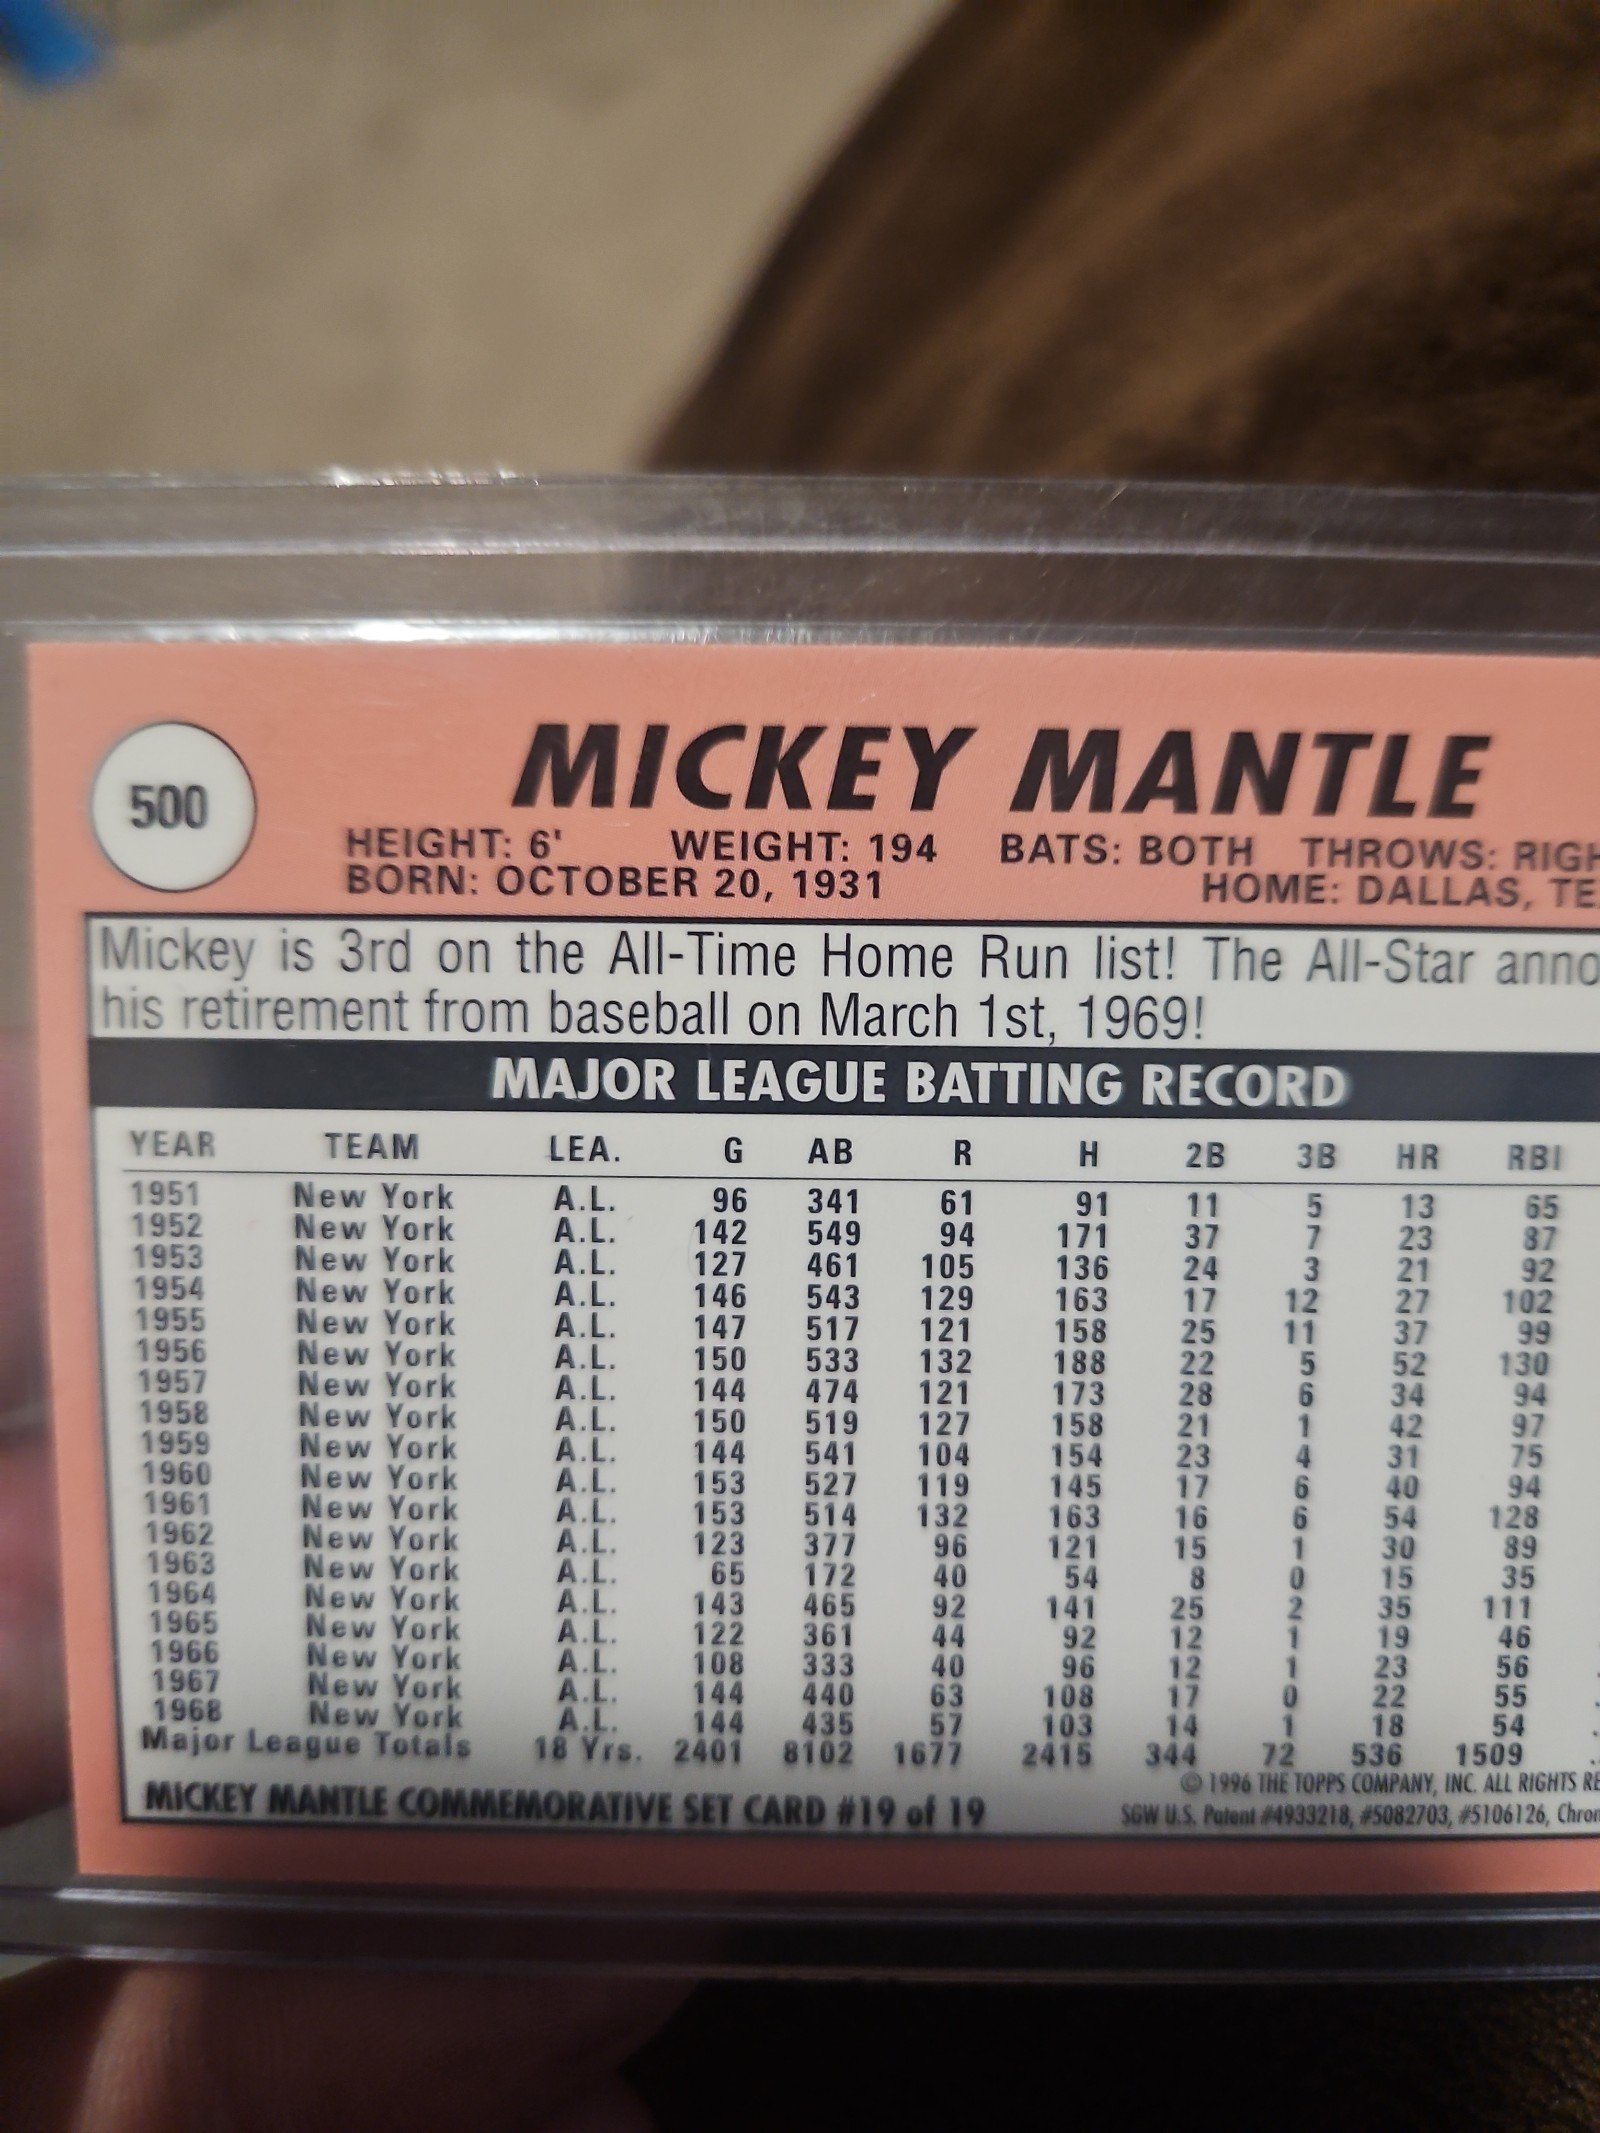 500
MICKEY MANTLE
HEIGHT: 6' WEIGHT: 194 BATS: BOTH THROWS: RIGH
BORN: OCTOBER 20, 1931 HOME: DALLAS, TE
Mickey is 3rd on the All-Time Home Run list! The All-Star anno
his retirement from baseball on March 1st, 1969!
MAJOR LEAGUE BATTING RECORD
YEAR TEAM LEA. G AB R H 2B 3B HR RBI
1951 New York A.L. 96 341 61 91 11 5 13 65
1952 New York A.L. 142 549 94 171 37 7 23 87
1953 New York A.L. 127 461 105 136 24 3 21 92
1954 New York A.L. 146 543 129 163 17 12 27 102
1955 New York A.L. 147 517 121 158 25 11 37 99
1956 New York A.L. 150 533 132 188 22 5 52 130
1957 New York A.L. 144 474 121 173 28 6 34 94
1958 New York A.L. 150 519 127 158 21 1 42 97
1959 New York A.L. 144 541 104 154 23 4 31 75
1960 New York A.L. 153 527 119 145 17 6 40 94
1961 New York A.L. 153 514 132 163 16 6 54 128
1962 New York A.L. 123 377 96 121 15 1 30 89
1963 New York A.L. 65 172 40 54 8 0 15 35
1964 New York A.L. 143 465 92 141 25 2 35 111
1965 New York A.L. 122 361 44 92 12 1 19 46
1966 New York A.L. 108 333 40 96 12 1 23 56
1967 New York A.L. 144 440 63 108 17 0 22 55
1968 New York A.L. 144 435 57 103 14 1 18 54
Major League Totals 18 Yrs. 2401 8102 1677 2415 344 72 536 1509
© 1996 THE TOPPS COMPANY, INC. ALL RIGHTS RE
MICKEY MANTLE COMMEMORATIVE SET CARD #19 of 19
SGW U.S. Patent #4933218, #5082703, #5106126, Chrom